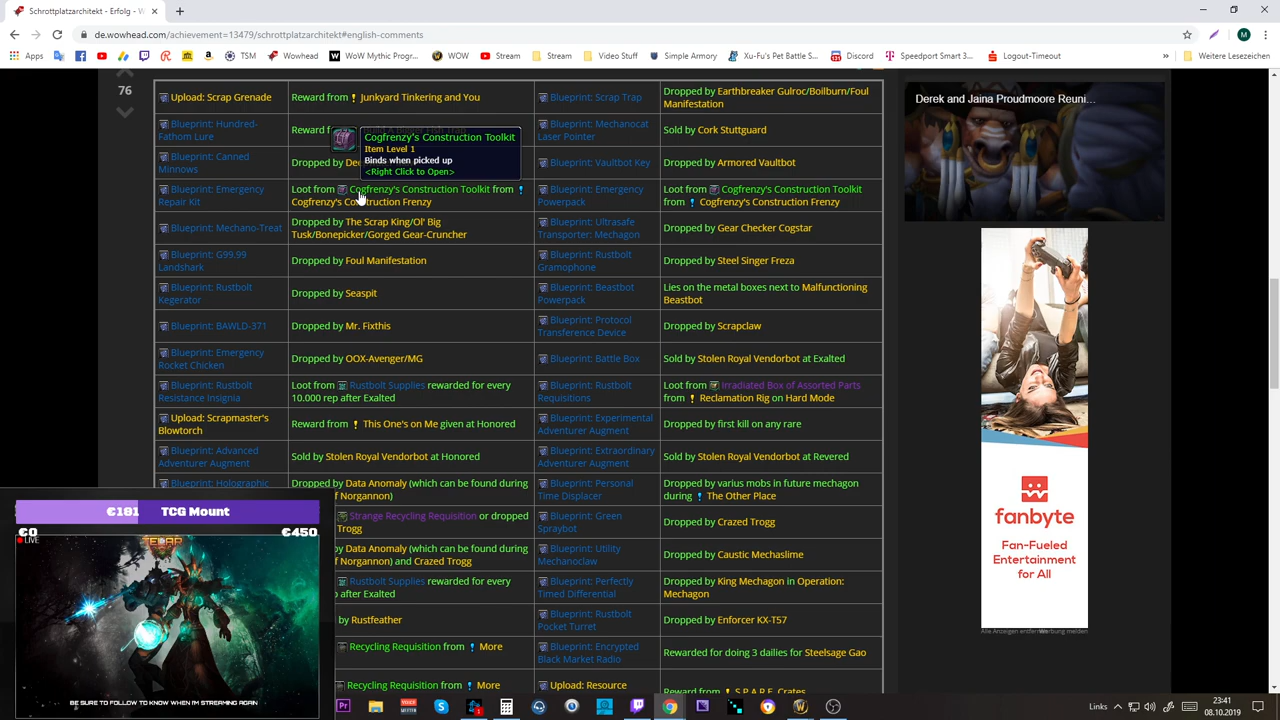 Schrottplatzarchitekt - Erfolg - W
de.wowhead.com/achievement/13479/schrottplatzarchitekt#english-comments
Apps
TSM
Wowhead
WoW Mythic Progr...
WOW
Stream
Stream
Video Stuff
Simple Armory
Xu-Fu's Pet Battle S...
Discord
Speedport Smart 3...
Logout-Timeout
»
Weitere Lesezeichen
76
Upload: Scrap Grenade
Reward from ! Junkyard Tinkering and You
Blueprint: Scrap Trap
Dropped by Earthbreaker Gulroc/Boilburn/Foul
Manifestation
Blueprint: Hundred-
Fathom Lure
Reward f
Blueprint: Mechanocat
Laser Pointer
Sold by Cork Stuttguard
Cogfrenzy's Construction Toolkit
Item Level 1
Binds when picked up
<Right Click to Open>
Blueprint: Canned
Minnows
Dropped by Dee
Blueprint: Vaultbot Key
Dropped by Armored Vaultbot
Blueprint: Emergency
Repair Kit
Loot from Cogfrenzy's Construction Toolkit from !
Cogfrenzy's Construction Frenzy
Blueprint: Emergency
Powerpack
Loot from Cogfrenzy's Construction Toolkit
from ! Cogfrenzy's Construction Frenzy
Blueprint: Mechano-Treat
Dropped by The Scrap King/Ol' Big
Tusk/Bonepicker/Gorged Gear-Cruncher
Blueprint: Ultrasafe
Transporter: Mechagon
Dropped by Gear Checker Cogstar
Blueprint: G99.99
Landshark
Dropped by Foul Manifestation
Blueprint: Rustbolt
Gramophone
Dropped by Steel Singer Freza
Blueprint: Rustbolt
Kegerator
Dropped by Seaspit
Blueprint: Beastbot
Powerpack
Lies on the metal boxes next to Malfunctioning
Beastbot
Blueprint: BAWLD-371
Dropped by Mr. Fixthis
Blueprint: Protocol
Transference Device
Dropped by Scrapclaw
Blueprint: Emergency
Rocket Chicken
Dropped by OOX-Avenger/MG
Blueprint: Battle Box
Sold by Stolen Royal Vendorbot at Exalted
Blueprint: Rustbolt
Resistance Insignia
Loot from Rustbolt Supplies rewarded for every
10.000 rep after Exalted
Blueprint: Rustbolt
Requisitions
Loot from Irradiated Box of Assorted Parts
from ! Reclamation Rig on Hard Mode
Upload: Scrapmaster's
Blowtorch
Reward from ! This One's on Me given at Honored
Blueprint: Experimental
Adventurer Augment
Dropped by first kill on any rare
Blueprint: Advanced
Adventurer Augment
Sold by Stolen Royal Vendorbot at Honored
Blueprint: Extraordinary
Adventurer Augment
Sold by Stolen Royal Vendorbot at Revered
Blueprint: Holographic
Dropped by Data Anomaly (which can be found during
f Norgannon)
Blueprint: Personal
Time Displacer
Dropped by varius mobs in future mechagon
during ! The Other Place
Strange Recycling Requisition or dropped
Trogg
Blueprint: Green
Spraybot
Dropped by Crazed Trogg
by Data Anomaly (which can be found during
f Norgannon) and Crazed Trogg
Blueprint: Utility
Mechanoclaw
Dropped by Caustic Mechaslime
Rustbolt Supplies rewarded for every
after Exalted
Blueprint: Perfectly
Timed Differential
Dropped by King Mechagon in Operation:
Mechagon
by Rustfeather
Blueprint: Rustbolt
Pocket Turret
Dropped by Enforcer KX-T57
Recycling Requisition from ! More
Blueprint: Encrypted
Black Market Radio
Rewarded for doing 3 dailies for Steelsage Gao
Recycling Requisition from ! More
Upload: Resource
Reward from ! S.P.A.R.E. Crates
Derek and Jaina Proudmoore Reuni...
fanbyte
Fan-Fueled
Entertainment
for All
Werbung melden
€181
TCG Mount
€0
€450
LIVE
BE SURE TO FOLLOW TO KNOW WHEN I'M STREAMING AGAIN
Links
23:41
08.10.2019